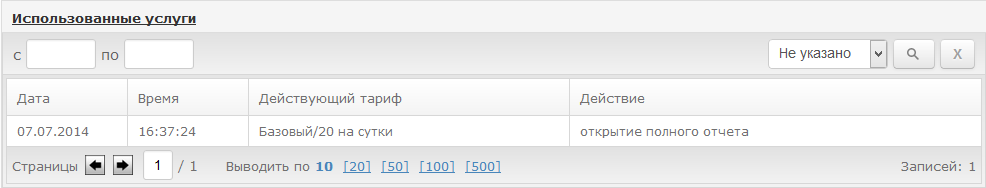 Использованные услуги
с по Не указано X
Дата Время Действующий тариф Действие
07.07.2014 16:37:24 Базовый/20 на сутки открытие полного отчета
Страницы 1 / 1 Выводить по 10 [20] [50] [100] [500] Записей: 1